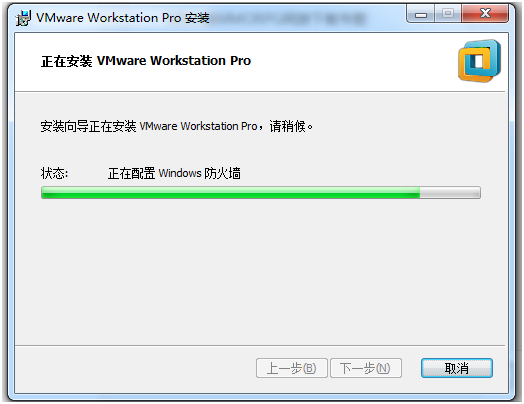 VMware Workstation Pro 安装
正在安装 VMware Workstation Pro
安装向导正在安装 VMware Workstation Pro，请稍候。
状态: 正在配置 Windows 防火墙
上一步(B) 下一步(N) 取消